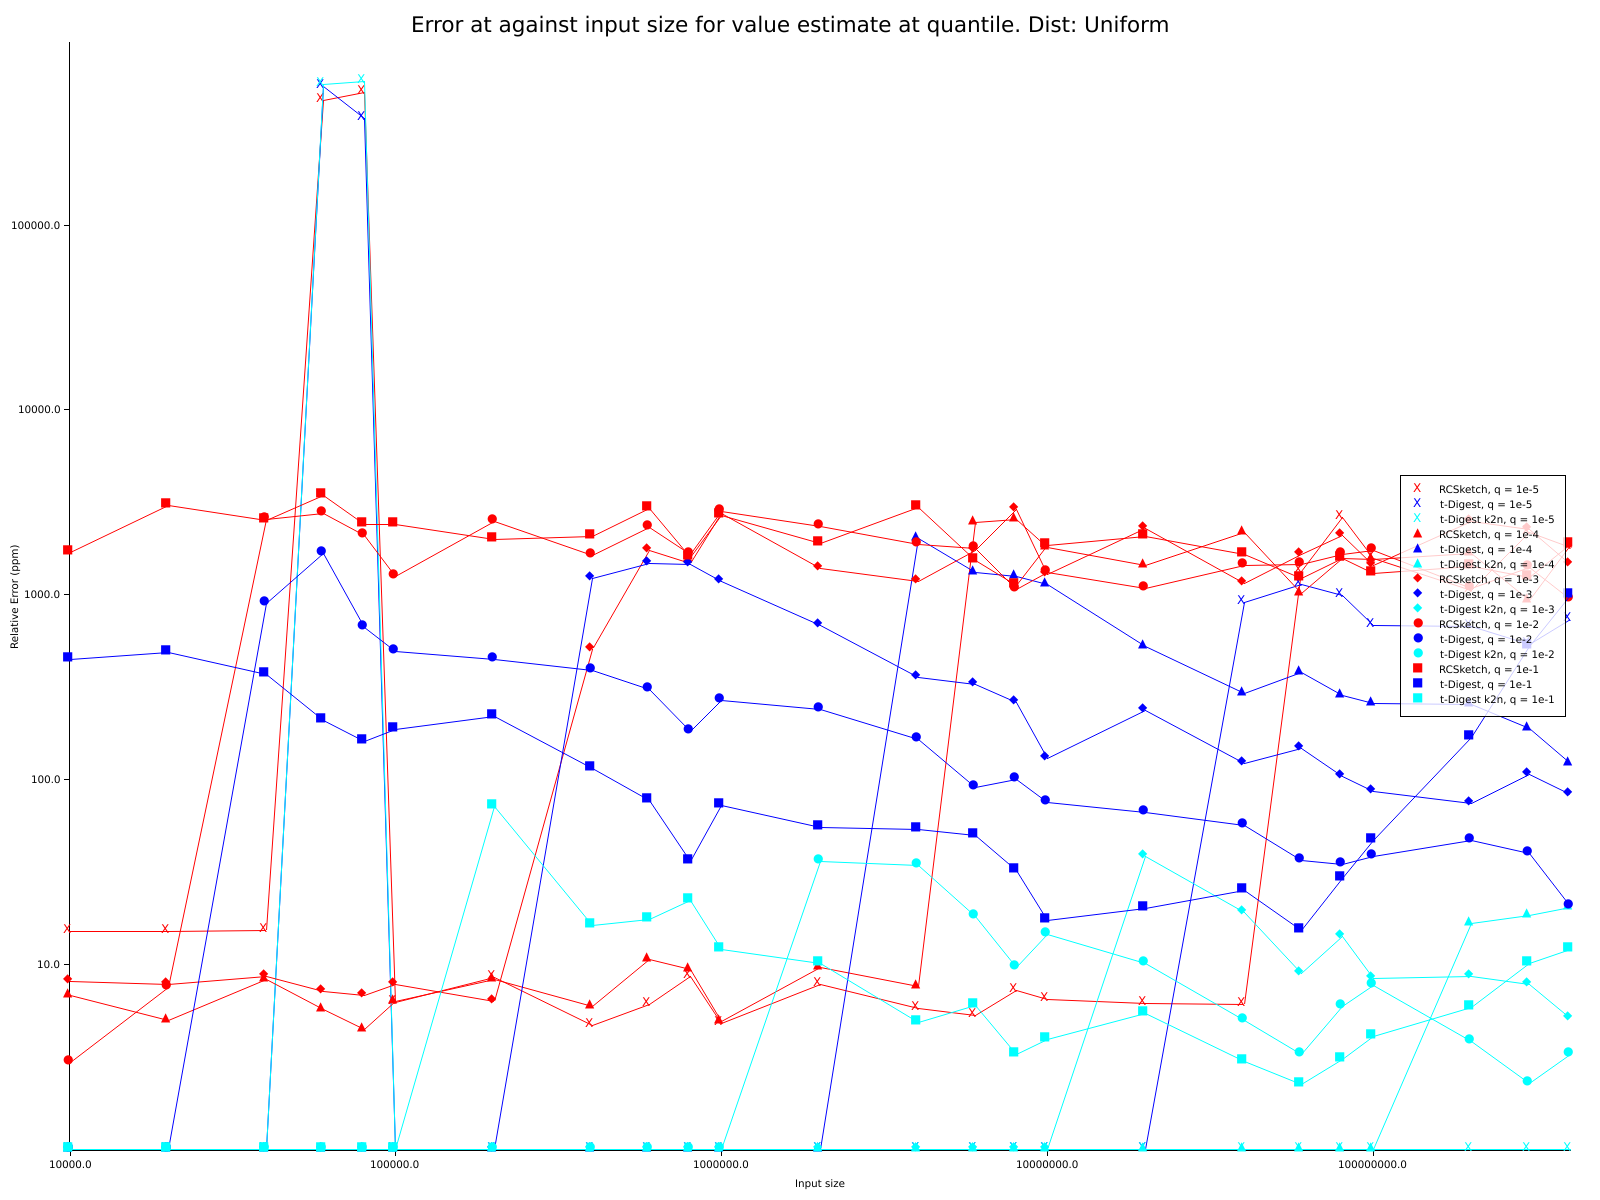 Error at against input size for value estimate at quantile. Dist: Uniform
100000.0
10000.0
1000.0
100.0
10.0
Relative Error (ppm)
X RCSketch, q = 1e-5
X t-Digest, q = 1e-5
X t-Digest k2n, q = 1e-5
RCSketch, q = 1e-4
t-Digest, q = 1e-4
t-Digest k2n, q = 1e-4
RCSketch, q = 1e-3
t-Digest, q = 1e-3
t-Digest k2n, q = 1e-3
RCSketch, q = 1e-2
t-Digest, q = 1e-2
t-Digest k2n, q = 1e-2
RCSketch, q = 1e-1
t-Digest, q = 1e-1
t-Digest k2n, q = 1e-1
10000.0 100000.0 1000000.0 10000000.0 100000000.0
Input size